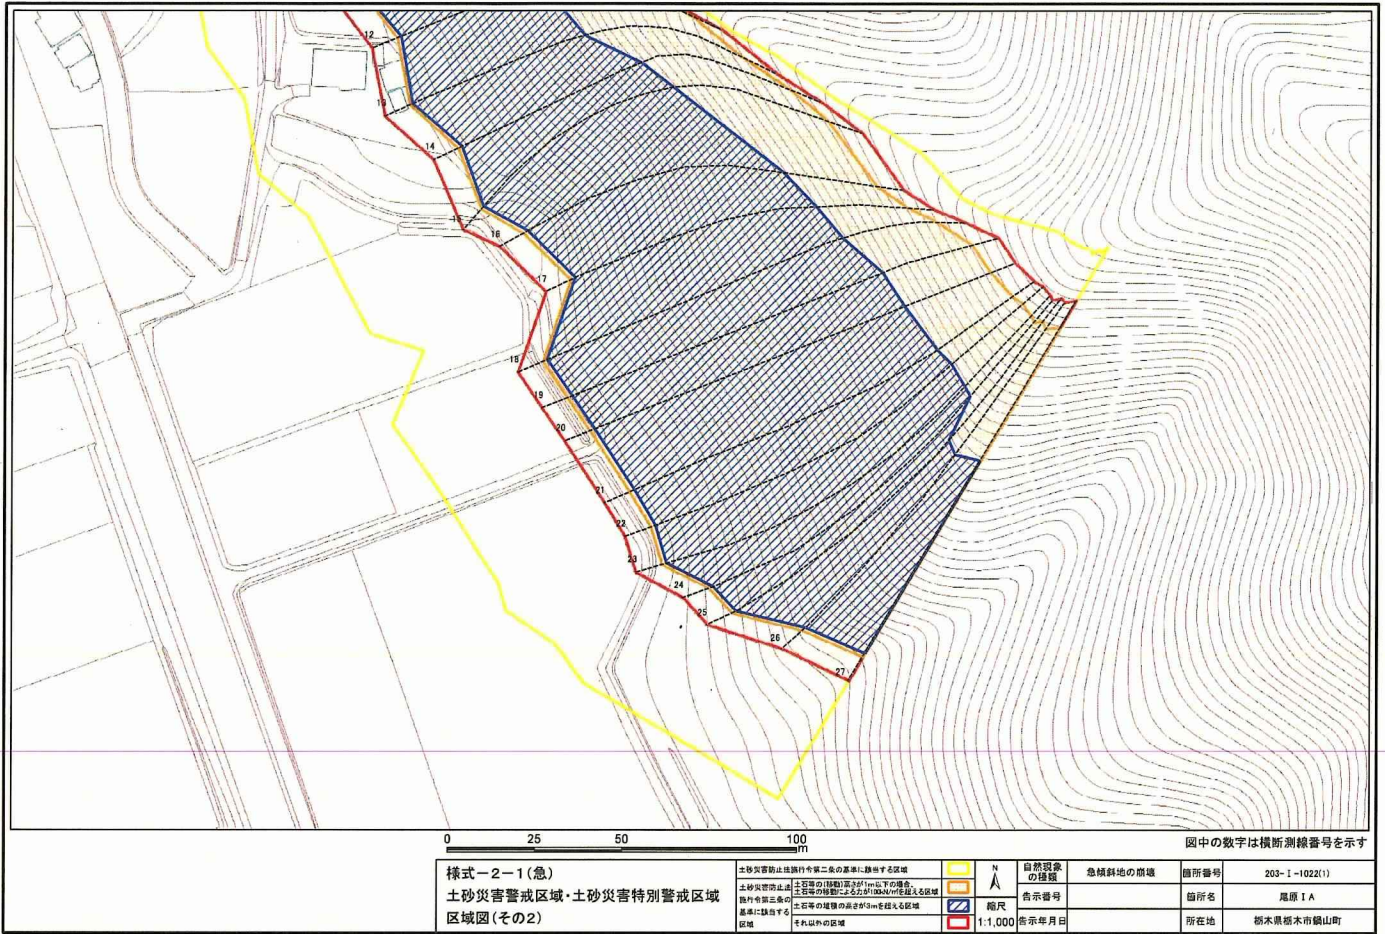 12
13
14
15
16
17
18
19
20
21
22
23
24
25
26
27
0 25 50 100
m
図中の数字は横断測線番号を示す
様式-2-1(急)
土砂災害警戒区域・土砂災害特別警戒区域
区域図(その2)
土砂災害防止法施行令第二条の基準に該当する区域
土砂災害防止法
施行令第三条の
基準に該当する
区域
土石等の(移動)高さが1m以下の場合、
土石等の移動による力が100kN/㎡を超える区域
土石等の堆積の高さが3mを超える区域
それ以外の区域
N
縮尺
1:1,000
自然現象
の種類
急傾斜地の崩壊
箇所番号
203-Ⅰ-1022(1)
告示番号
箇所名
尾原ⅠA
告示年月日
所在地
栃木県栃木市鍋山町